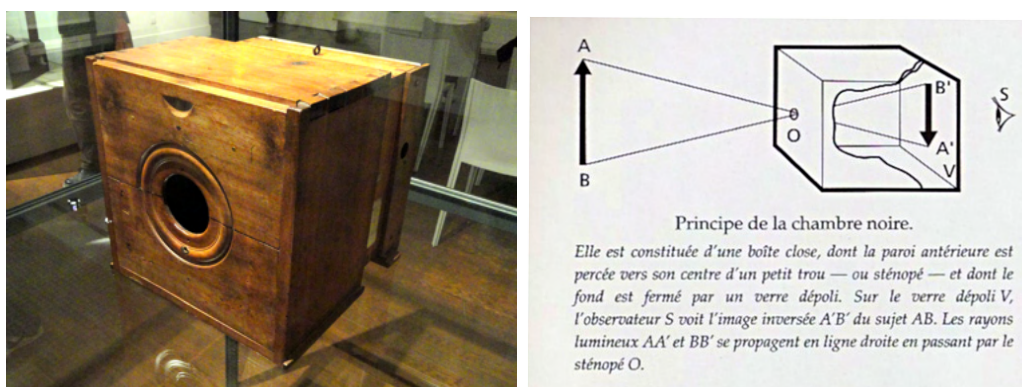 A
B
O
B'
A'
V
S
Principe de la chambre noire.
Elle est constituée d'une boîte close, dont la paroi antérieure est
percée vers son centre d'un petit trou — ou sténopé — et dont le
fond est fermé par un verre dépoli. Sur le verre dépoli V,
l'observateur S voit l'image inversée A'B' du sujet AB. Les rayons
lumineux AA' et BB' se propagent en ligne droite en passant par le
sténopé O.